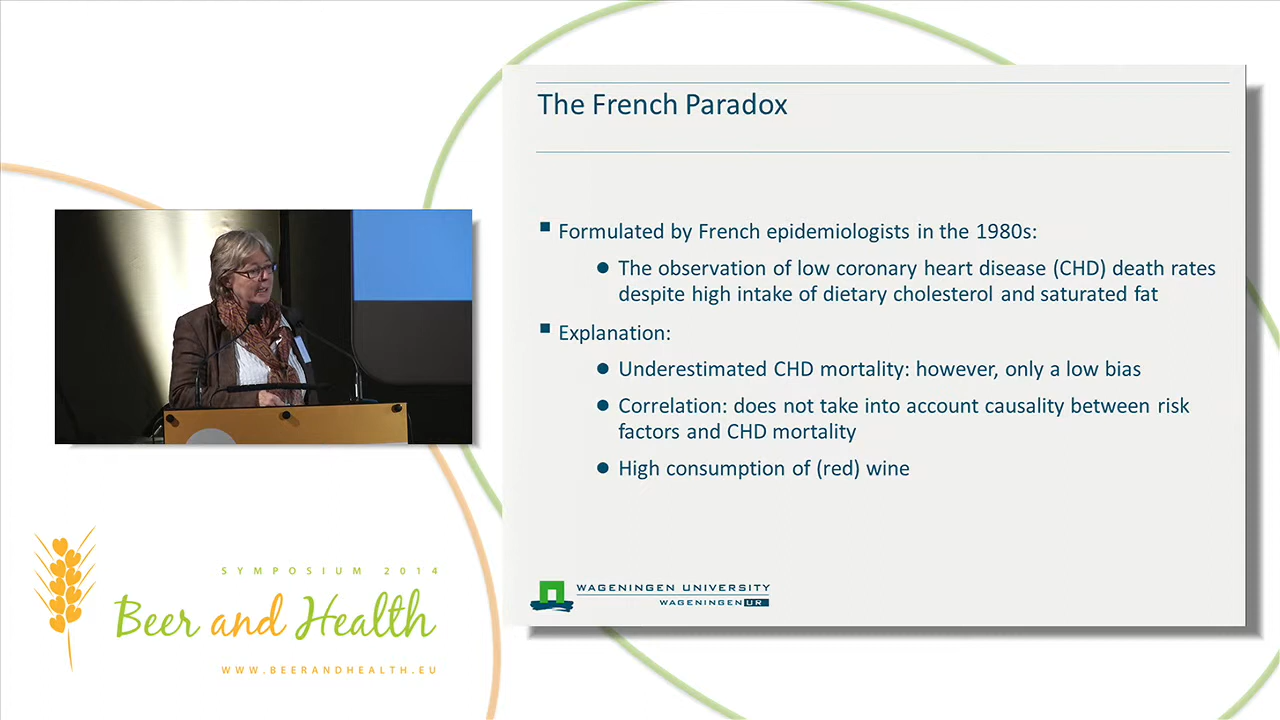 The French Paradox
▪ Formulated by French epidemiologists in the 1980s:
● The observation of low coronary heart disease (CHD) death rates
despite high intake of dietary cholesterol and saturated fat
▪ Explanation:
● Underestimated CHD mortality: however, only a low bias
● Correlation: does not take into account causality between risk
factors and CHD mortality
● High consumption of (red) wine
WAGENINGEN UNIVERSITY
WAGENINGEN UR
SYMPOSIUM 2014
Beer and Health
WWW.BEERANDHEALTH.EU